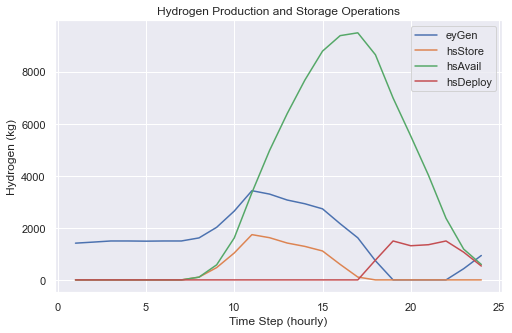 Hydrogen Production and Storage Operations
eyGen
hsStore
hsAvail
hsDeploy
Hydrogen (kg)
8000
6000
4000
2000
0
0 5 10 15 20 25
Time Step (hourly)